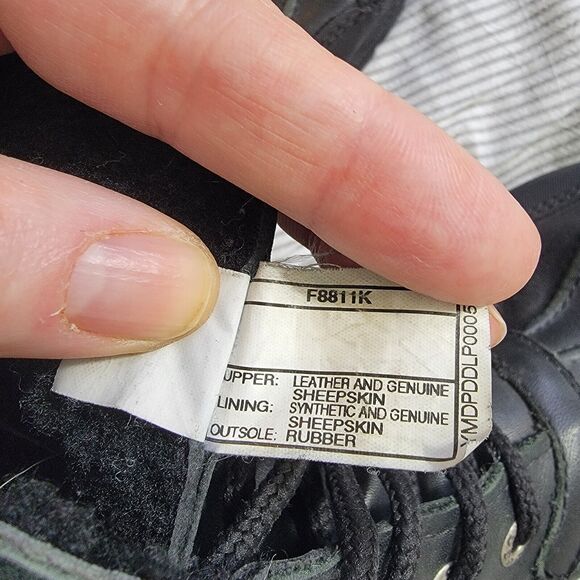 F8811K
UPPER: LEATHER AND GENUINE
SHEEPSKIN
LINING: SYNTHETIC AND GENUINE
SHEEPSKIN
OUTSOLE: RUBBER
YMDPDDLP0005